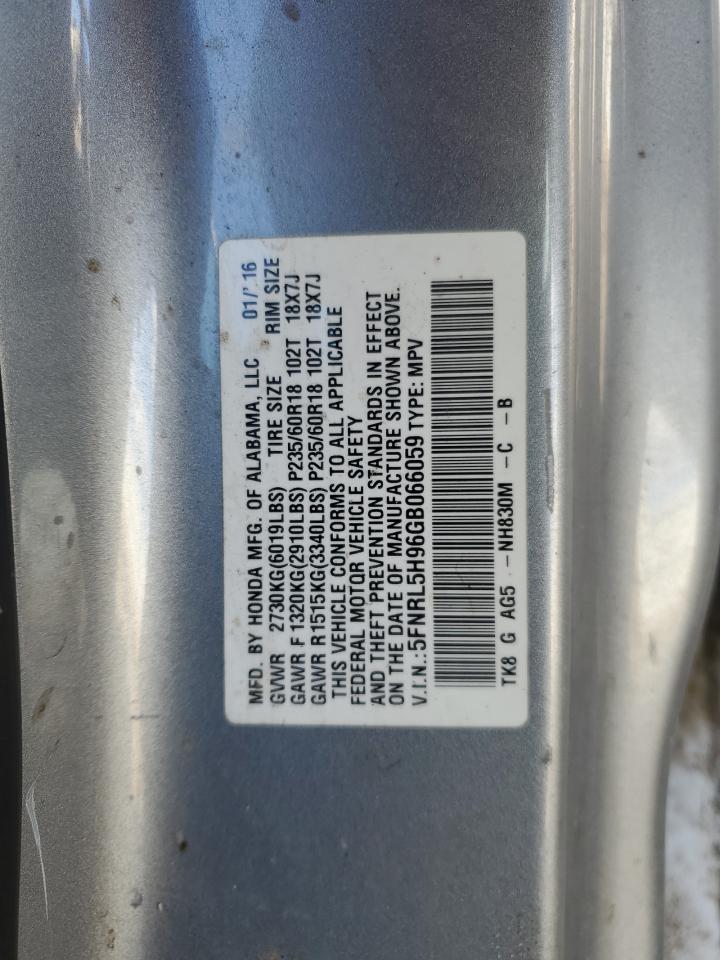 MFD. BY HONDA MFG. OF ALABAMA, LLC 01/'16
GVWR 2730KG(6019LBS) TIRE SIZE RIM SIZE
GAWR F 1320KG(2910LBS) P235/60R18 102T 18X7J
GAWR R1515KG(3340LBS) P235/60R18 102T 18X7J
THIS VEHICLE CONFORMS TO ALL APPLICABLE
FEDERAL MOTOR VEHICLE SAFETY
AND THEFT PREVENTION STANDARDS IN EFFECT
ON THE DATE OF MANUFACTURE SHOWN ABOVE.
V.I.N.:5FNRL5H96GB066059 TYPE: MPV
TK8 G AG5 -NH830M - C - B